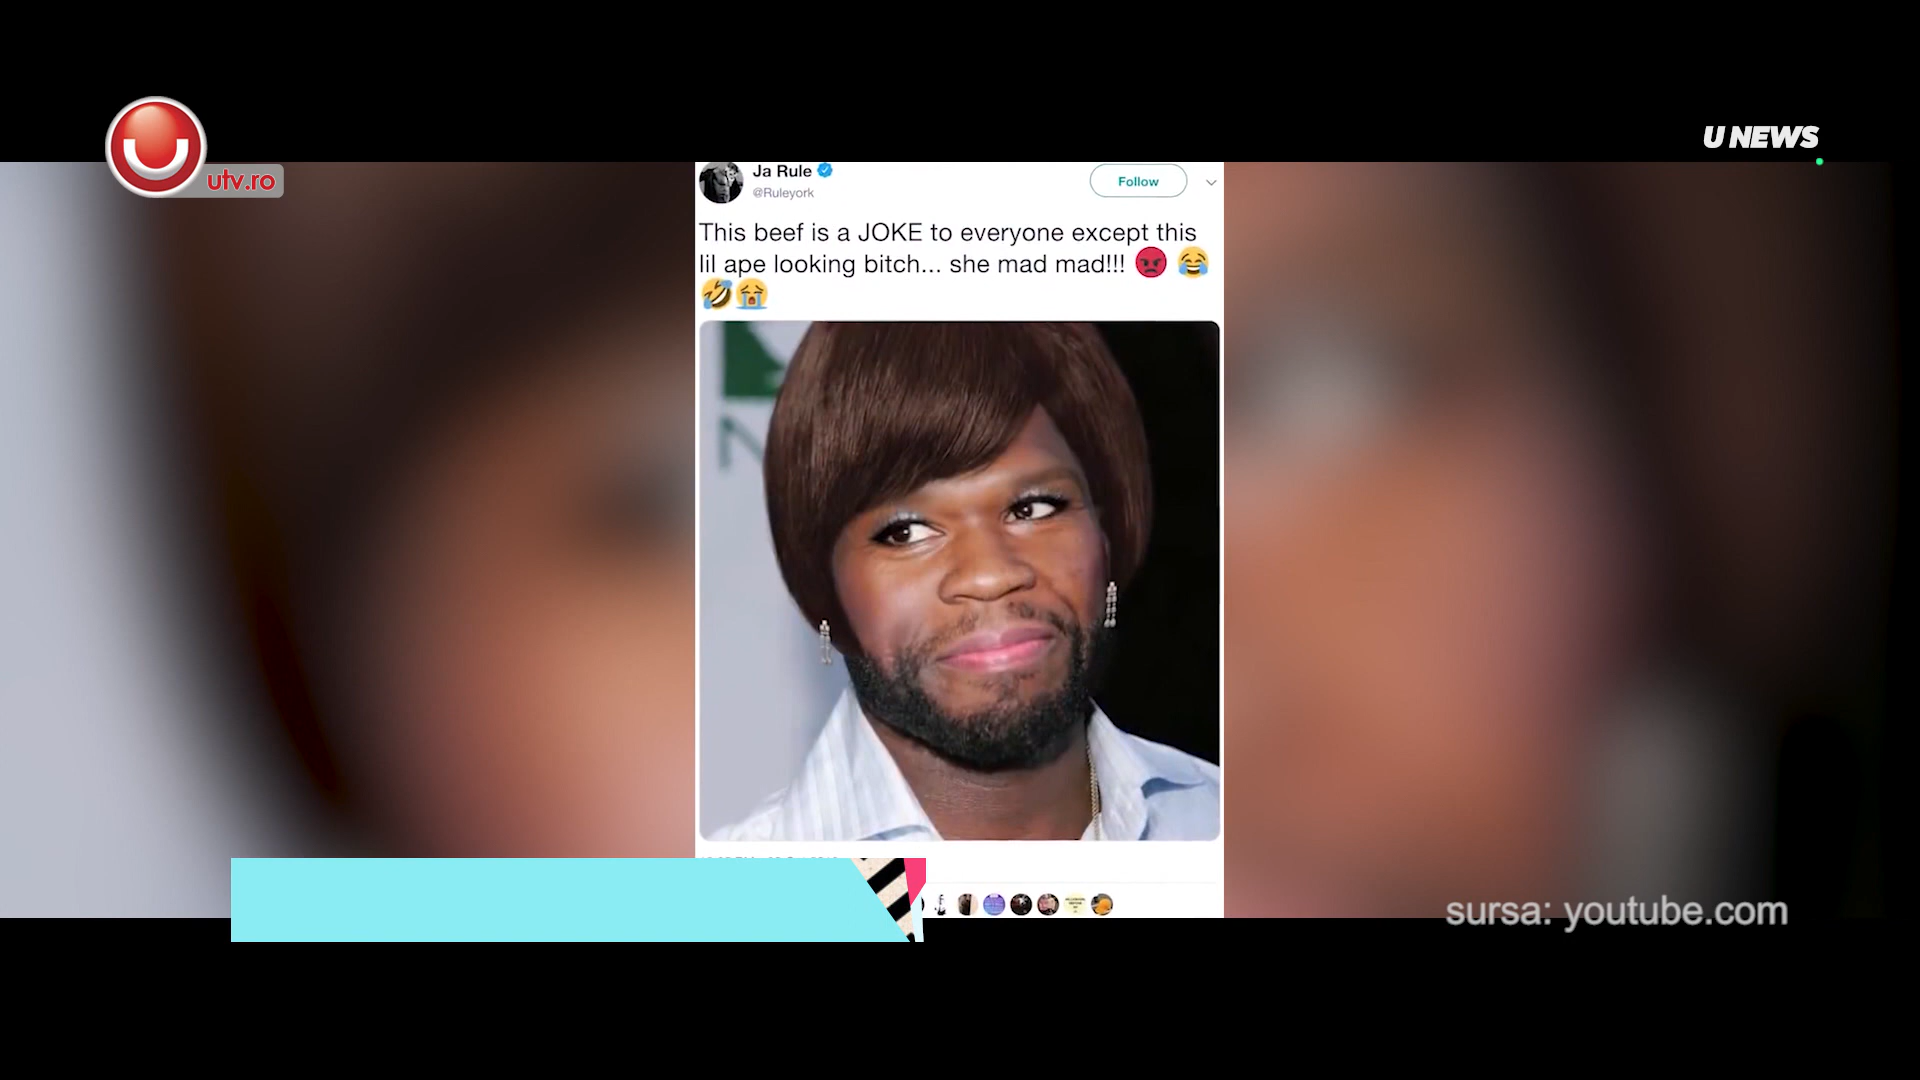 U NEWS
utv.ro
Ja Rule
@Ruleyork
Follow
This beef is a JOKE to everyone except this
lil ape looking bitch... she mad mad!!! 😡 😂
🤣😭
N
sursa: youtube.com